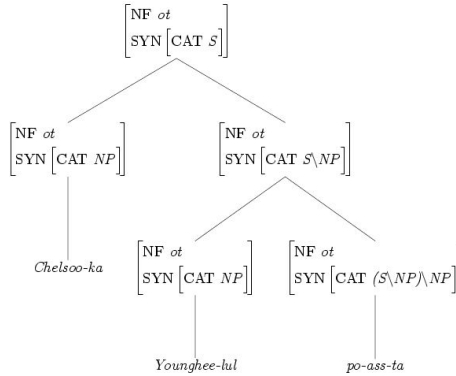 NF ot
SYN [CAT S]
NF ot
SYN [CAT NP]
NF ot
SYN [CAT S\NP]
Chelsoo-ka
NF ot
SYN [CAT NP]
NF ot
SYN [CAT (S\NP)\NP]
Younghee-lul
po-ass-ta